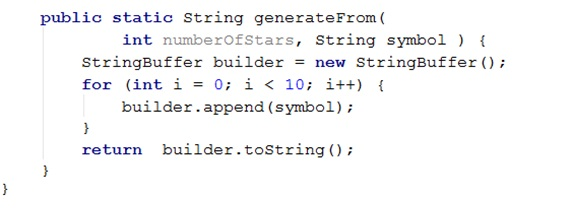 public static String generateFrom(
int numberOfStars, String symbol ) {
StringBuffer builder = new StringBuffer();
for (int i = 0; i < 10; i++) {
builder.append(symbol);
}
return  builder.toString();
}
}